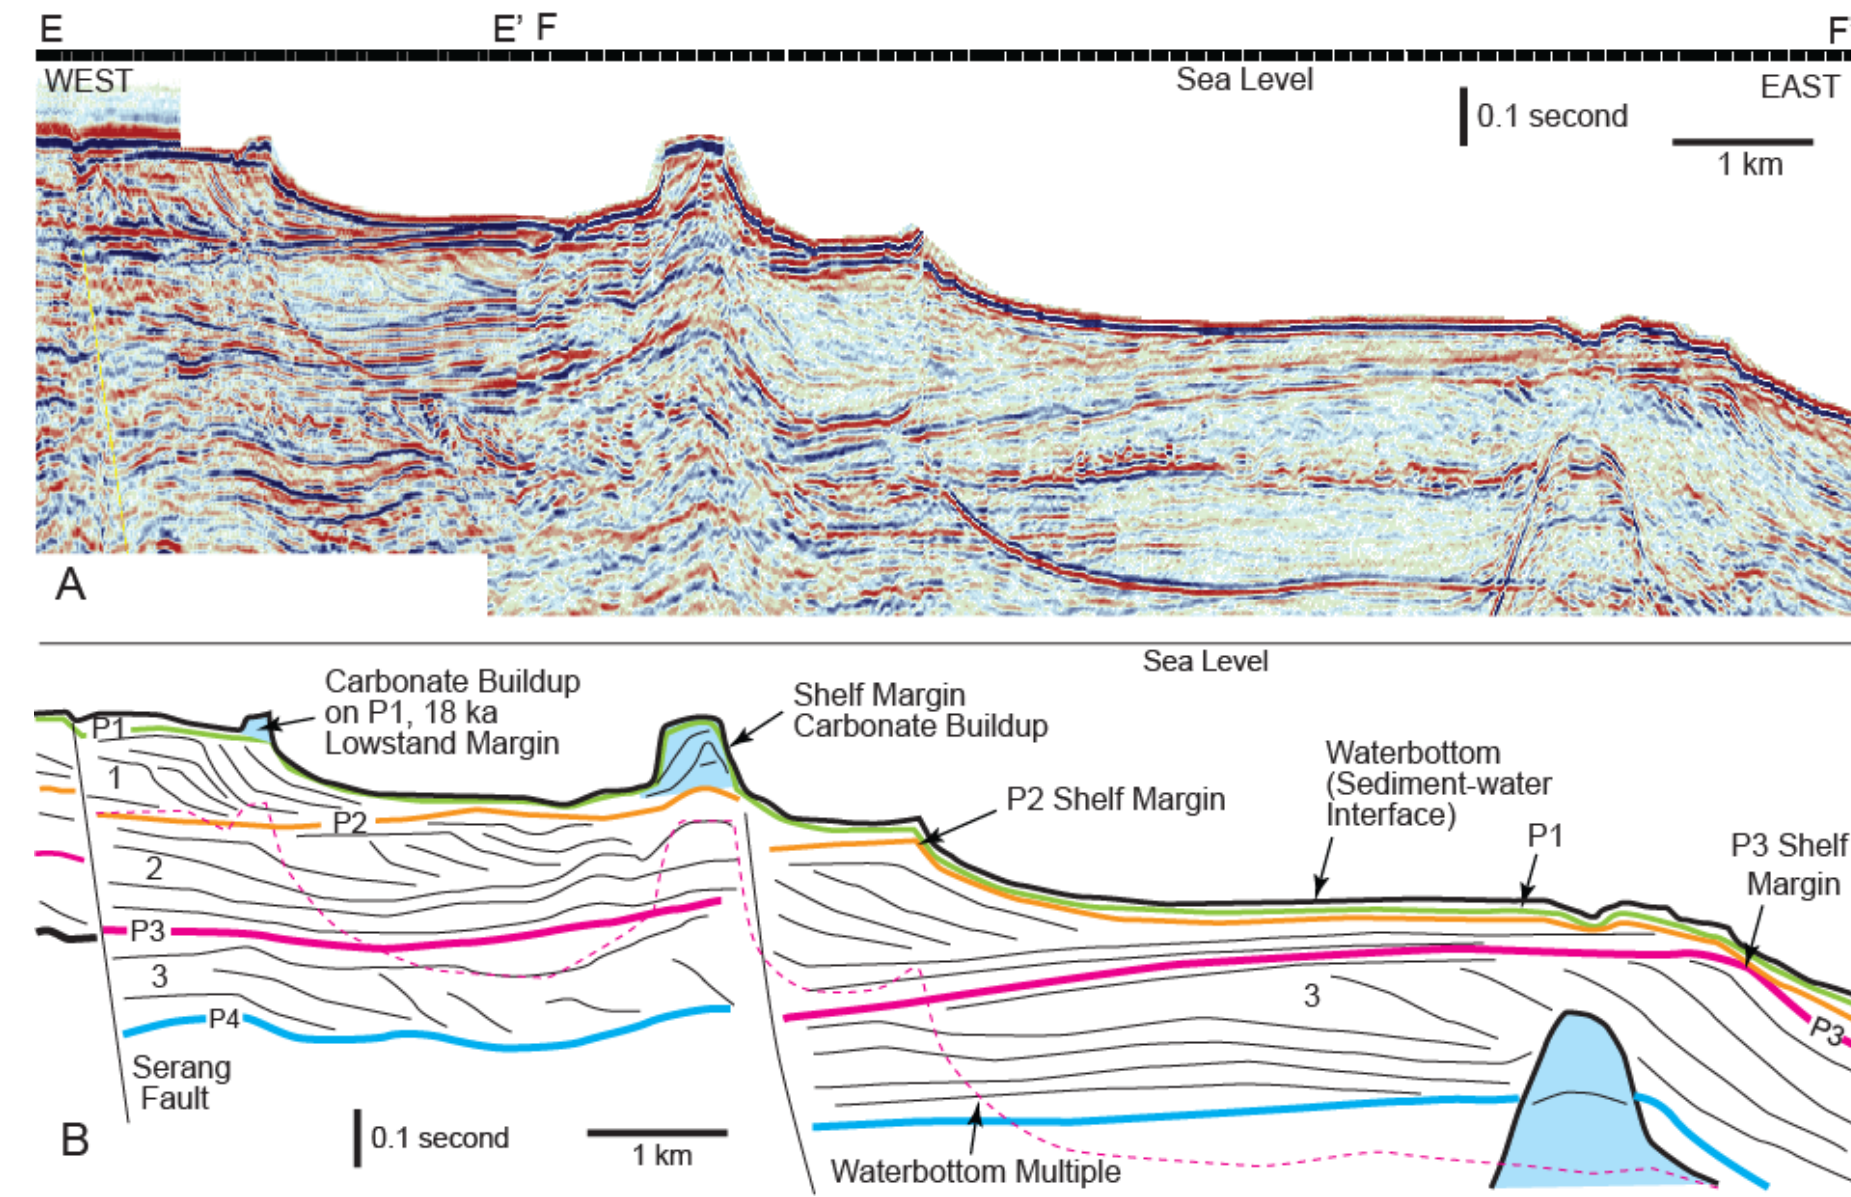 E
E' F
F'
WEST
Sea Level
EAST
0.1 second
1 km
A
Sea Level
Carbonate Buildup
on P1, 18 ka
Lowstand Margin
Shelf Margin
Carbonate Buildup
P2 Shelf Margin
Waterbottom
(Sediment-water
Interface)
P1
P3 Shelf
Margin
P1
1
P2
2
P3
3
P4
3
P3
Serang
Fault
B
0.1 second
1 km
Waterbottom Multiple